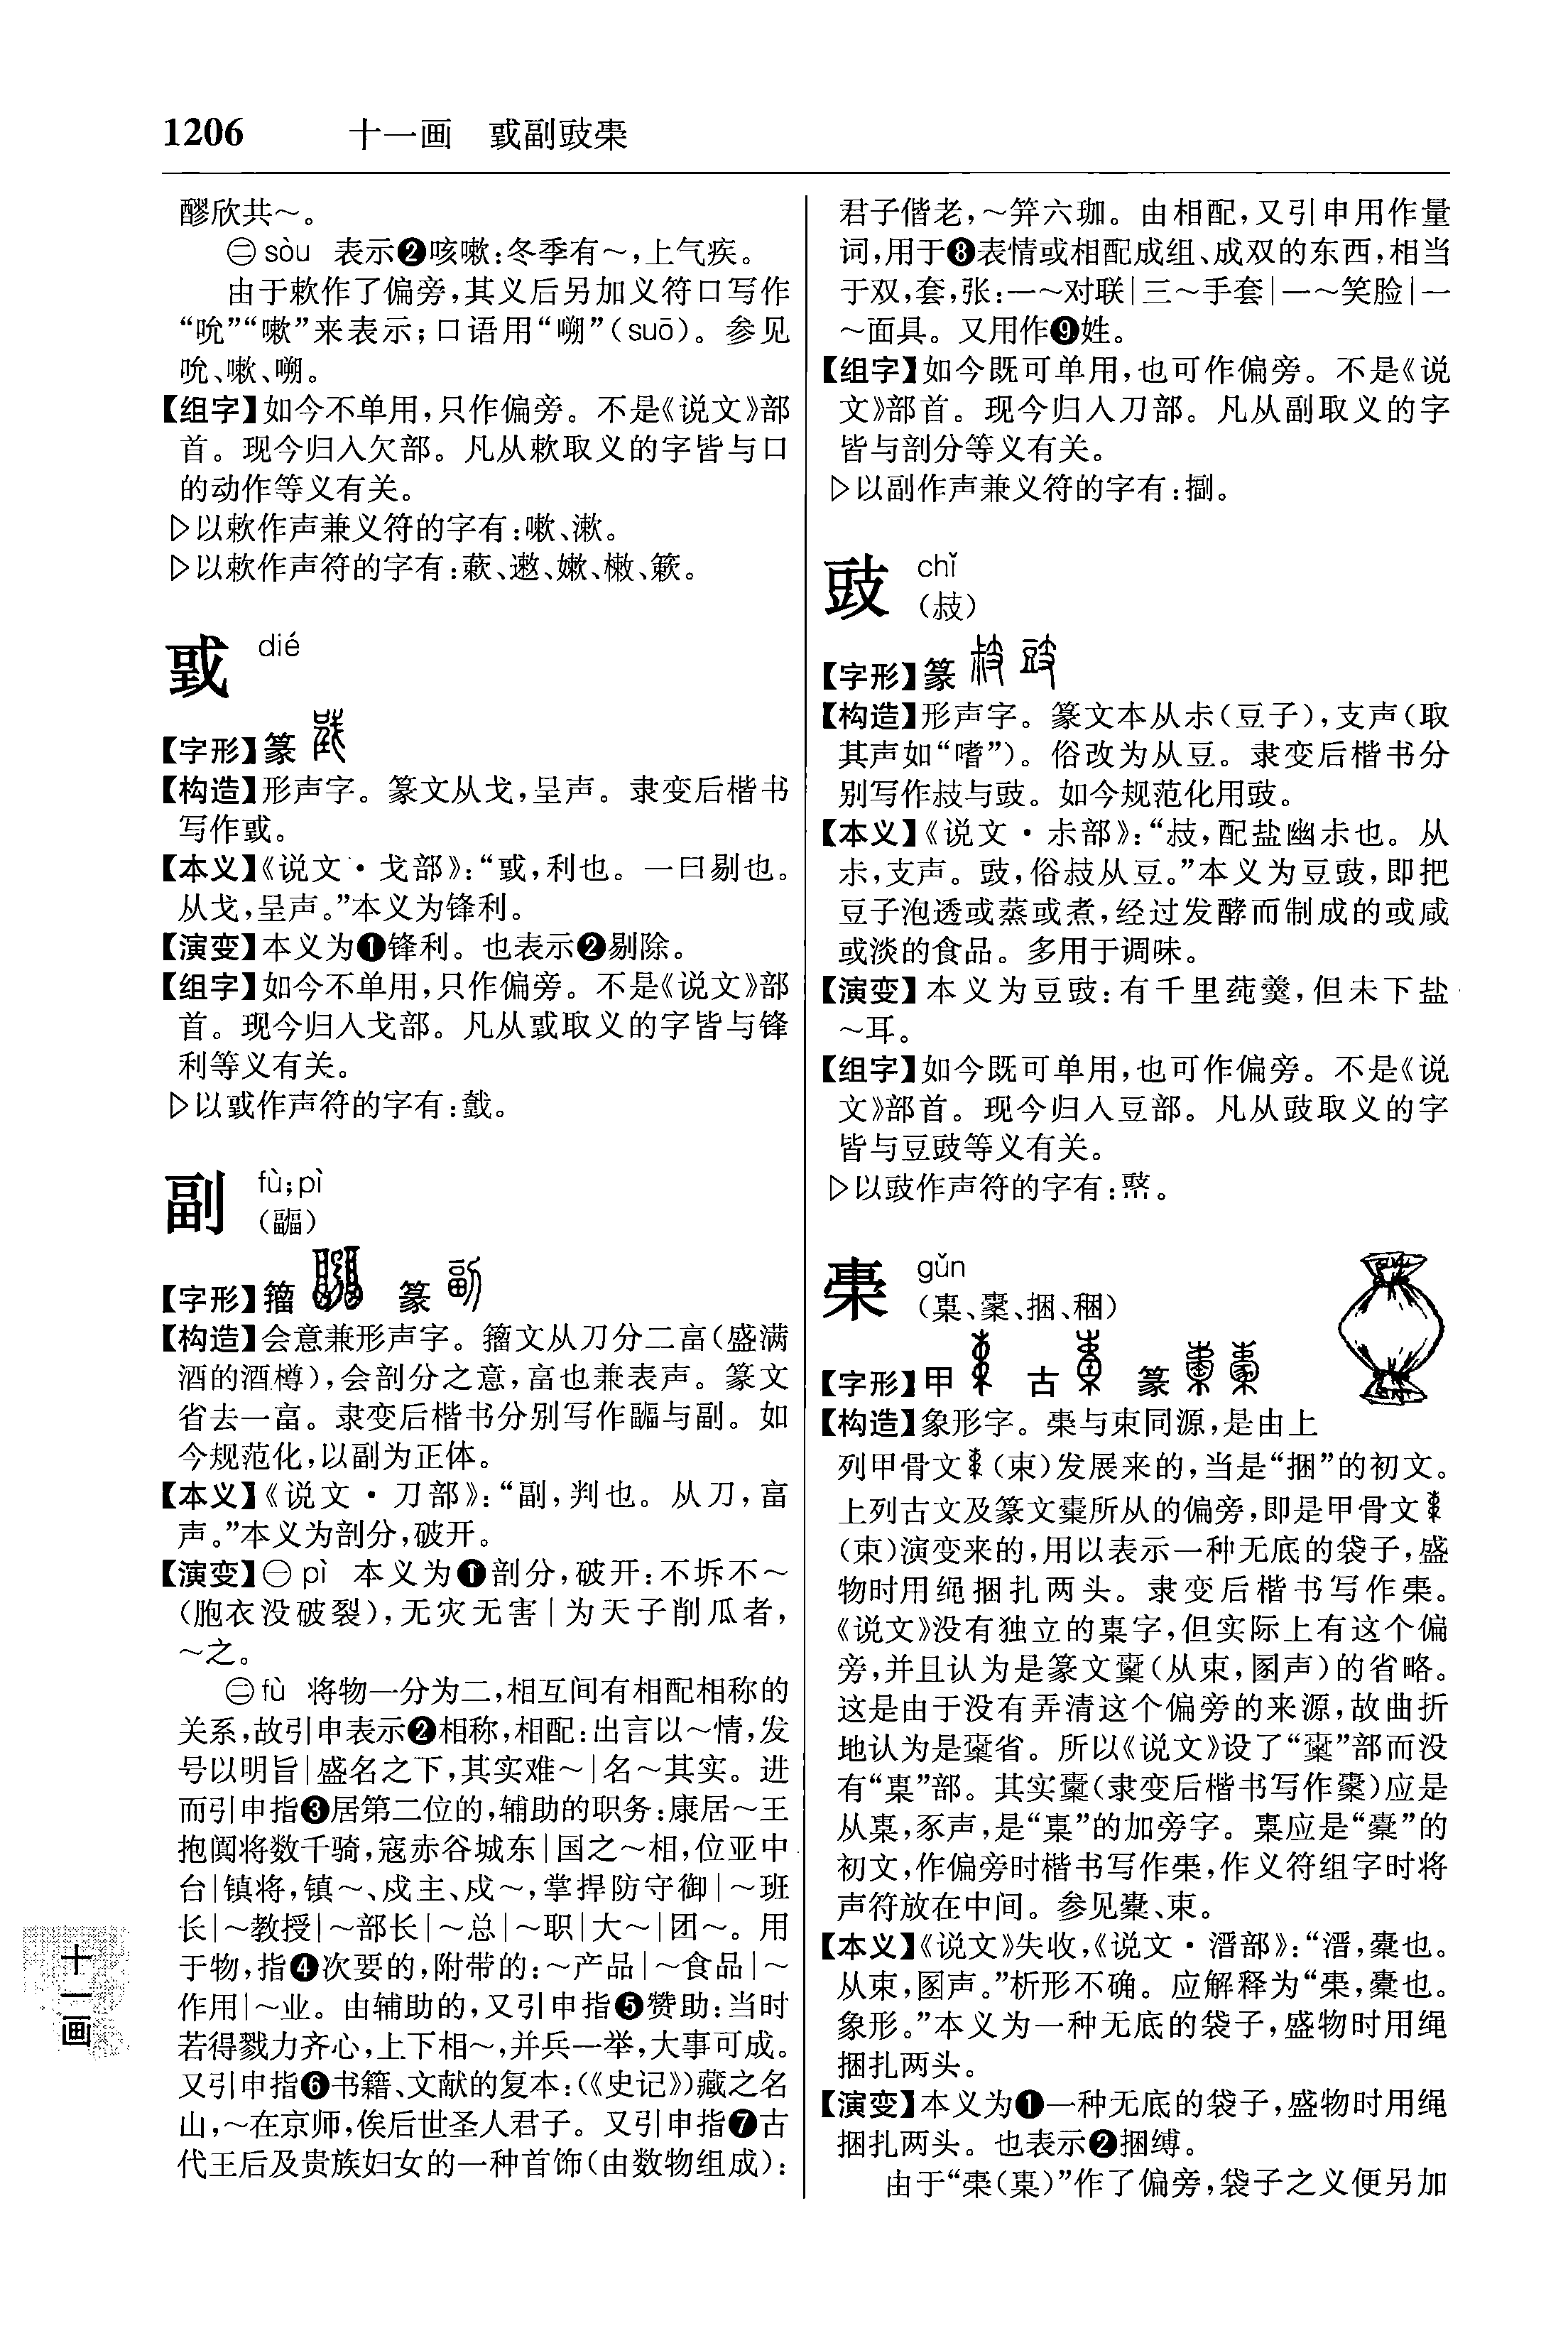 1206 十一画 𢧜副豉㯻
醪欣共～。
㊁ sòu 表示❷咳嗽:冬季有～,上气疾。
由于欶作了偏旁,其义后另加义符口写作
“吮”“嗽”来表示;口语用“嗍”(suō)。参见
吮、嗽、嗍。
【组字】如今不单用,只作偏旁。不是《说文》部
首。现今归入欠部。凡从欶取义的字皆与口
的动作等义有关。
▷以欶作声兼义符的字有:嗽、漱。
▷以欶作声符的字有:蔌、遬、嫰、樕、簌。
𢧜 dié
【字形】篆
【构造】形声字。篆文从戈,呈声。隶变后楷书
写作𢧜。
【本义】《说文·戈部》:“𢧜,利也。一曰剔也。
从戈,呈声。”本义为锋利。
【演变】本义为❶锋利。也表示❷剔除。
【组字】如今不单用,只作偏旁。不是《说文》部
首。现今归入戈部。凡从𢧜取义的字皆与锋
利等义有关。
▷以𢧜作声符的字有:戬。
副 fù;pì
(疈)
【字形】籀 篆
【构造】会意兼形声字。籀文从刀分二畐(盛满
酒的酒樽),会剖分之意,畐也兼表声。篆文
省去一畐。隶变后楷书分别写作疈与副。如
今规范化,以副为正体。
【本义】《说文·刀部》:“副,判也。从刀,畐
声。”本义为剖分,破开。
【演变】㊀ pì 本义为❶剖分,破开:不坼不～
(胞衣没破裂),无灾无害|为天子削瓜者,
～之。
㊁ fù 将物一分为二,相互间有相配相称的
关系,故引申表示❷相称,相配:出言以～情,发
号以明旨|盛名之下,其实难～|名～其实。进
而引申指❸居第二位的,辅助的职务:康居～王
抱阗将数千骑,寇赤谷城东|国之～相,位亚中
台|镇将,镇～、戍主、戍～,掌捍防守御|～班
长|～教授|～部长|～总|～职|大～|团～。用
于物,指❹次要的,附带的:～产品|～食品|～
作用|～业。由辅助的,又引申指❺赞助:当时
若得戮力齐心,上下相～,并兵一举,大事可成。
又引申指❻书籍、文献的复本:(《史记》)藏之名
山,～在京师,俟后世圣人君子。又引申指❼古
代王后及贵族妇女的一种首饰(由数物组成):
君子偕老,～笄六珈。由相配,又引申用作量
词,用于❽表情或相配成组、成双的东西,相当
于双,套,张:一～对联|三～手套|一～笑脸|一
～面具。又用作❾姓。
【组字】如今既可单用,也可作偏旁。不是《说
文》部首。现今归入刀部。凡从副取义的字
皆与剖分等义有关。
▷以副作声兼义符的字有:㨽。
豉 chǐ
(䜴)
【字形】篆
【构造】形声字。篆文本从尗(豆子),支声(取
其声如“嗜”)。俗改为从豆。隶变后楷书分
别写作䜴与豉。如今规范化用豉。
【本义】《说文·尗部》:“䜴,配盐幽尗也。从
尗,支声。豉,俗䜴从豆。”本义为豆豉,即把
豆子泡透或蒸或煮,经过发酵而制成的或咸
或淡的食品。多用于调味。
【演变】本义为豆豉:有千里莼羹,但未下盐
～耳。
【组字】如今既可单用,也可作偏旁。不是《说
文》部首。现今归入豆部。凡从豉取义的字
皆与豆豉等义有关。
▷以豉作声符的字有:。
㯻 gǔn
(㯱、橐、捆、稇)
【字形】甲 古 篆
【构造】象形字。㯻与束同源,是由上
列甲骨文(束)发展来的,当是“捆”的初文。
上列古文及篆文橐所从的偏旁,即是甲骨文
(束)演变来的,用以表示一种无底的袋子,盛
物时用绳捆扎两头。隶变后楷书写作㯻。
《说文》没有独立的㯱字,但实际上有这个偏
旁,并且认为是篆文㯻(从束,圂声)的省略。
这是由于没有弄清这个偏旁的来源,故曲折
地认为是㯻省。所以《说文》设了“㯻”部而没
有“㯱”部。其实㯻(隶变后楷书写作橐)应是
从㯱,豕声,是“㯱”的加旁字。㯱应是“橐”的
初文,作偏旁时楷书写作㯻,作义符组字时将
声符放在中间。参见橐、束。
【本义】《说文》失收,《说文·㯻部》:“㯻,橐也。
从束,圂声。”析形不确。应解释为“㯻,橐也。
象形。”本义为一种无底的袋子,盛物时用绳
捆扎两头。
【演变】本义为❶一种无底的袋子,盛物时用绳
捆扎两头。也表示❷捆缚。
由于“㯻(㯱)”作了偏旁,袋子之义便另加
十一画